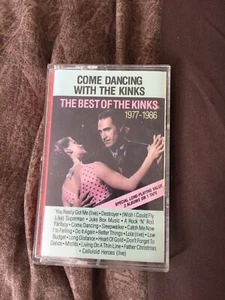 COME DANCING
WITH THE KINKS
THE BEST OF THE KINKS
1977-1986
SPECIAL LONG-PLAYING VALUE
2 ALBUMS ON 1 TAPE
You Really Got Me (live) • Destroyer • (Wish I Could Fly
Like) Superman • Juke Box Music • A Rock 'N' Roll
Fantasy • Come Dancing • Sleepwalker • Catch Me Now
I'm Falling • Do It Again • Better Things • Lola (live) • Low
Budget • Long Distance • Heart Of Gold • Don't Forget To
Dance • Misfits • Living On A Thin Line • Father Christmas
• Celluloid Heroes (live)